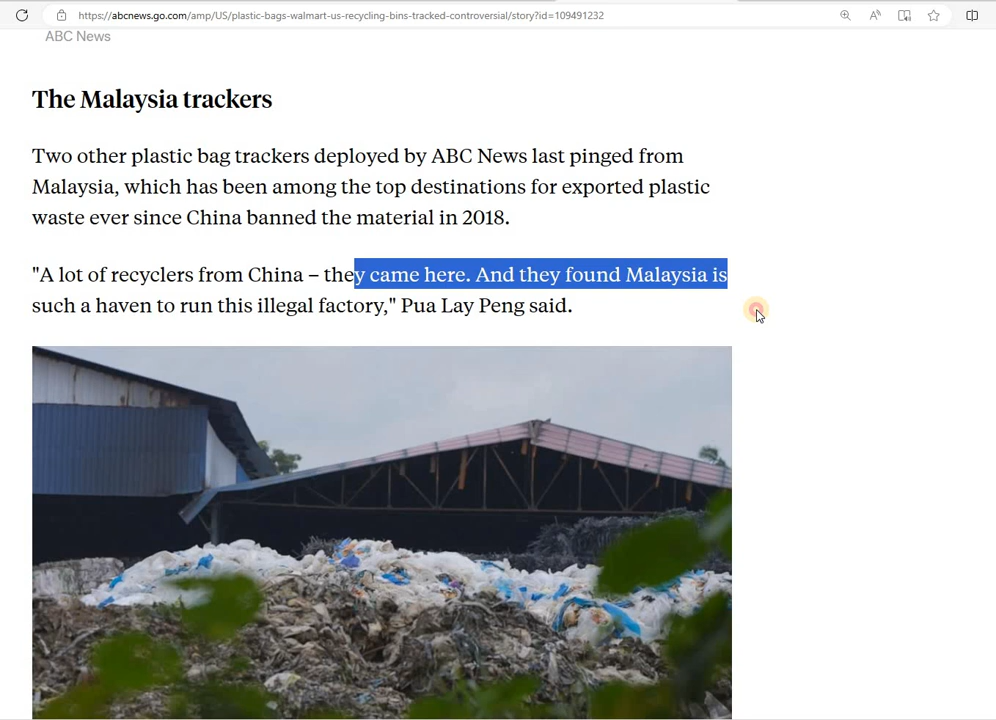 https://abcnews.go.com/amp/US/plastic-bags-walmart-us-recycling-bins-tracked-controversial/story?id=109491232
ABC News
The Malaysia trackers
Two other plastic bag trackers deployed by ABC News last pinged from
Malaysia, which has been among the top destinations for exported plastic
waste ever since China banned the material in 2018.
"A lot of recyclers from China – they came here. And they found Malaysia is
such a haven to run this illegal factory," Pua Lay Peng said.